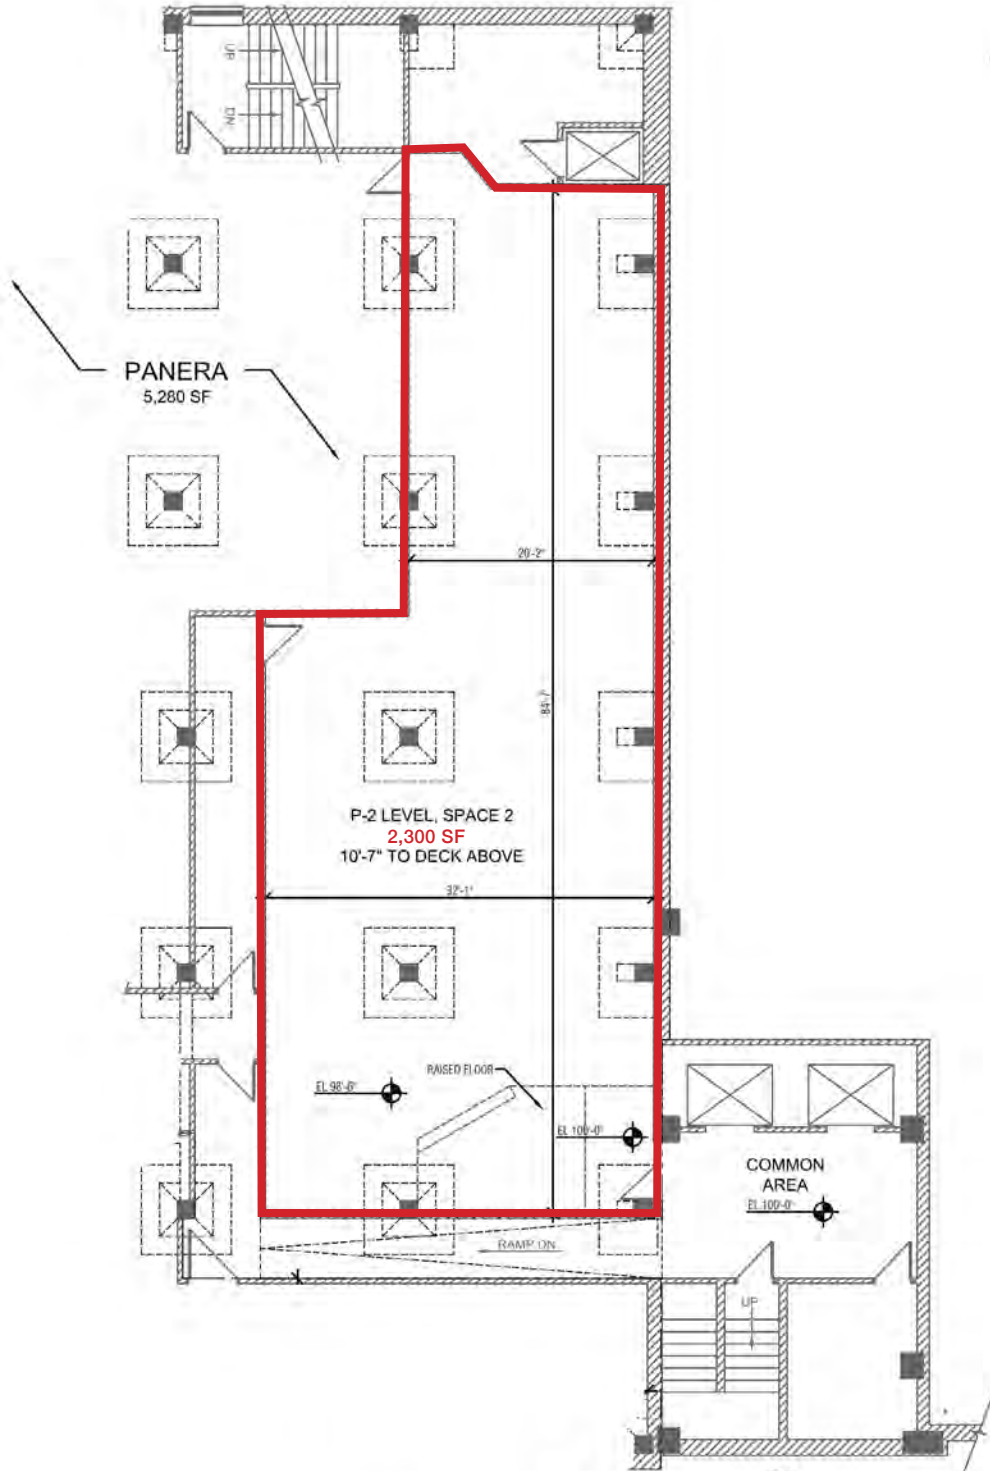 UP
DN
PANERA
5,280 SF
20'-2"
84'-7"
P-2 LEVEL, SPACE 2
2,300 SF
10'-7" TO DECK ABOVE
32'-1"
RAISED FLOOR
EL 98'-6"
EL 100'-0"
COMMON
AREA
EL 100'-0"
RAMP DN
UP